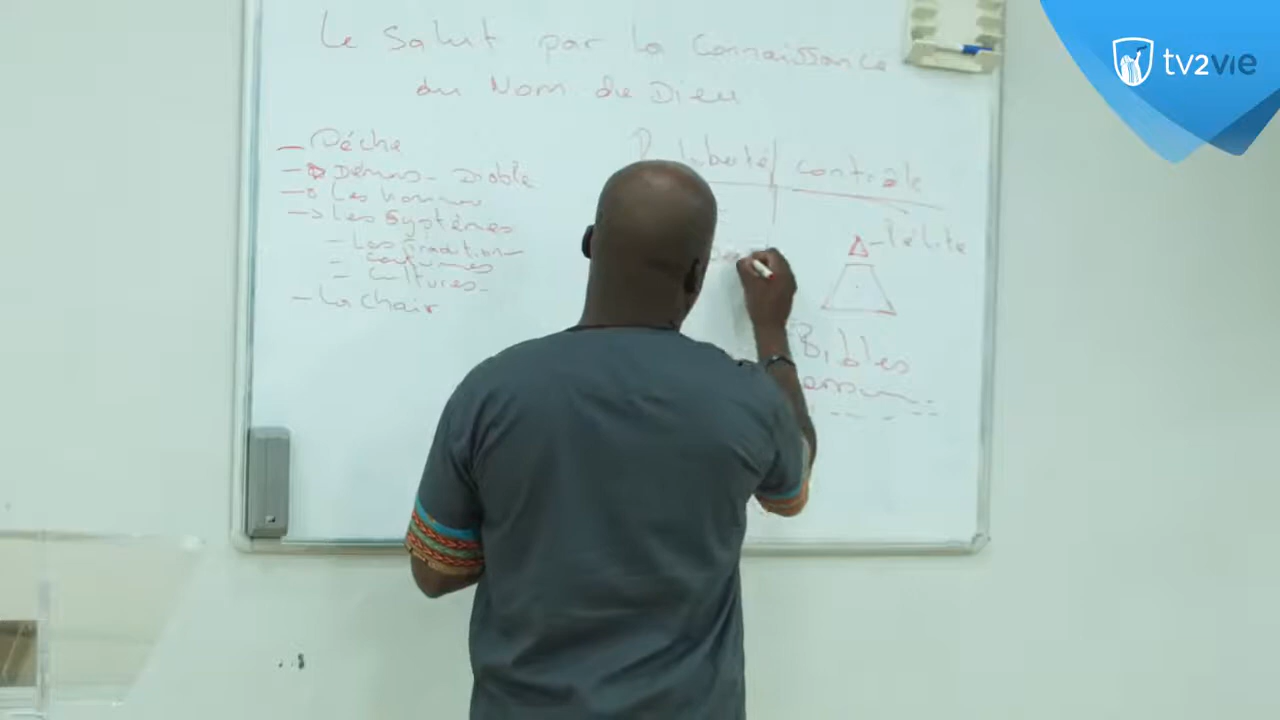 Le Salut par la Connaissance
du Nom de Dieu
- Péché
- Démons - Diable
- Les hommes
-> Les Systèmes
- Les Traditions
- Coutumes
- Cultures
- La chair
liberté | contrôle
Δ - l'élite
Bibles
tv2vie